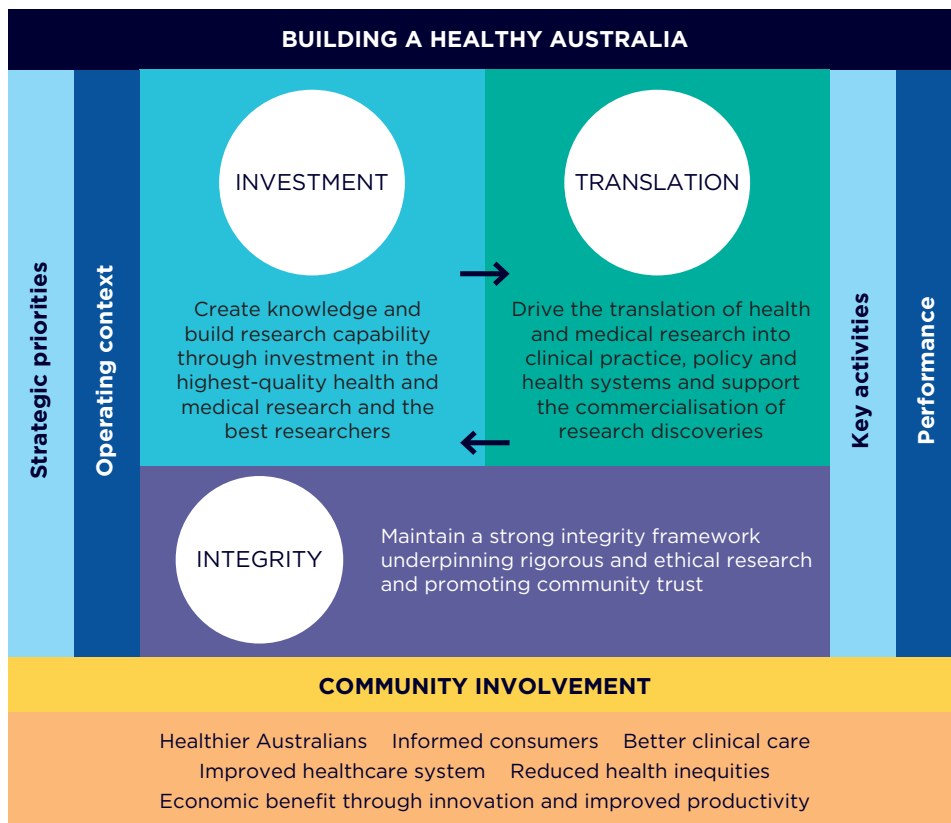 BUILDING A HEALTHY AUSTRALIA
Strategic priorities
Operating context
INVESTMENT
Create knowledge and
build research capability
through investment in the
highest-quality health and
medical research and the
best researchers
TRANSLATION
Drive the translation of health
and medical research into
clinical practice, policy and
health systems and support
the commercialisation of
research discoveries
Key activities
Performance
INTEGRITY
Maintain a strong integrity framework
underpinning rigorous and ethical research
and promoting community trust
COMMUNITY INVOLVEMENT
Healthier Australians Informed consumers Better clinical care
Improved healthcare system Reduced health inequities
Economic benefit through innovation and improved productivity